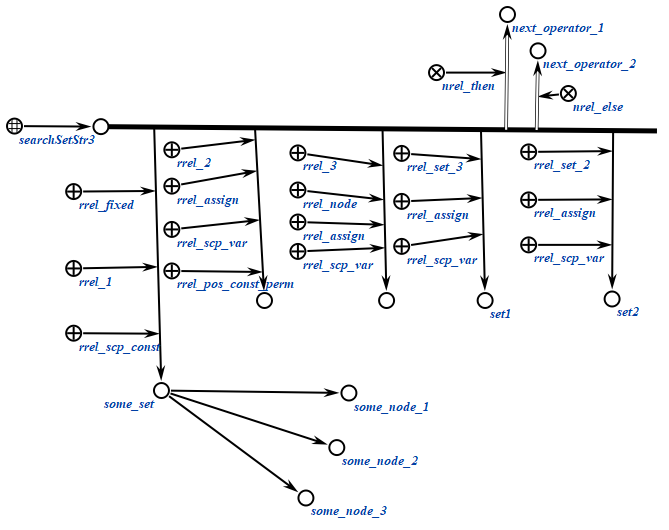 next_operator_1
next_operator_2
nrel_then
nrel_else
searchSetStr3
rrel_2
rrel_3
rrel_set_3
rrel_set_2
rrel_fixed
rrel_assign
rrel_node
rrel_assign
rrel_assign
rrel_scp_var
rrel_assign
rrel_scp_var
rrel_scp_var
rrel_scp_var
rrel_1
rrel_pos_const_perm
set1
set2
rrel_scp_const
some_set
some_node_1
some_node_2
some_node_3